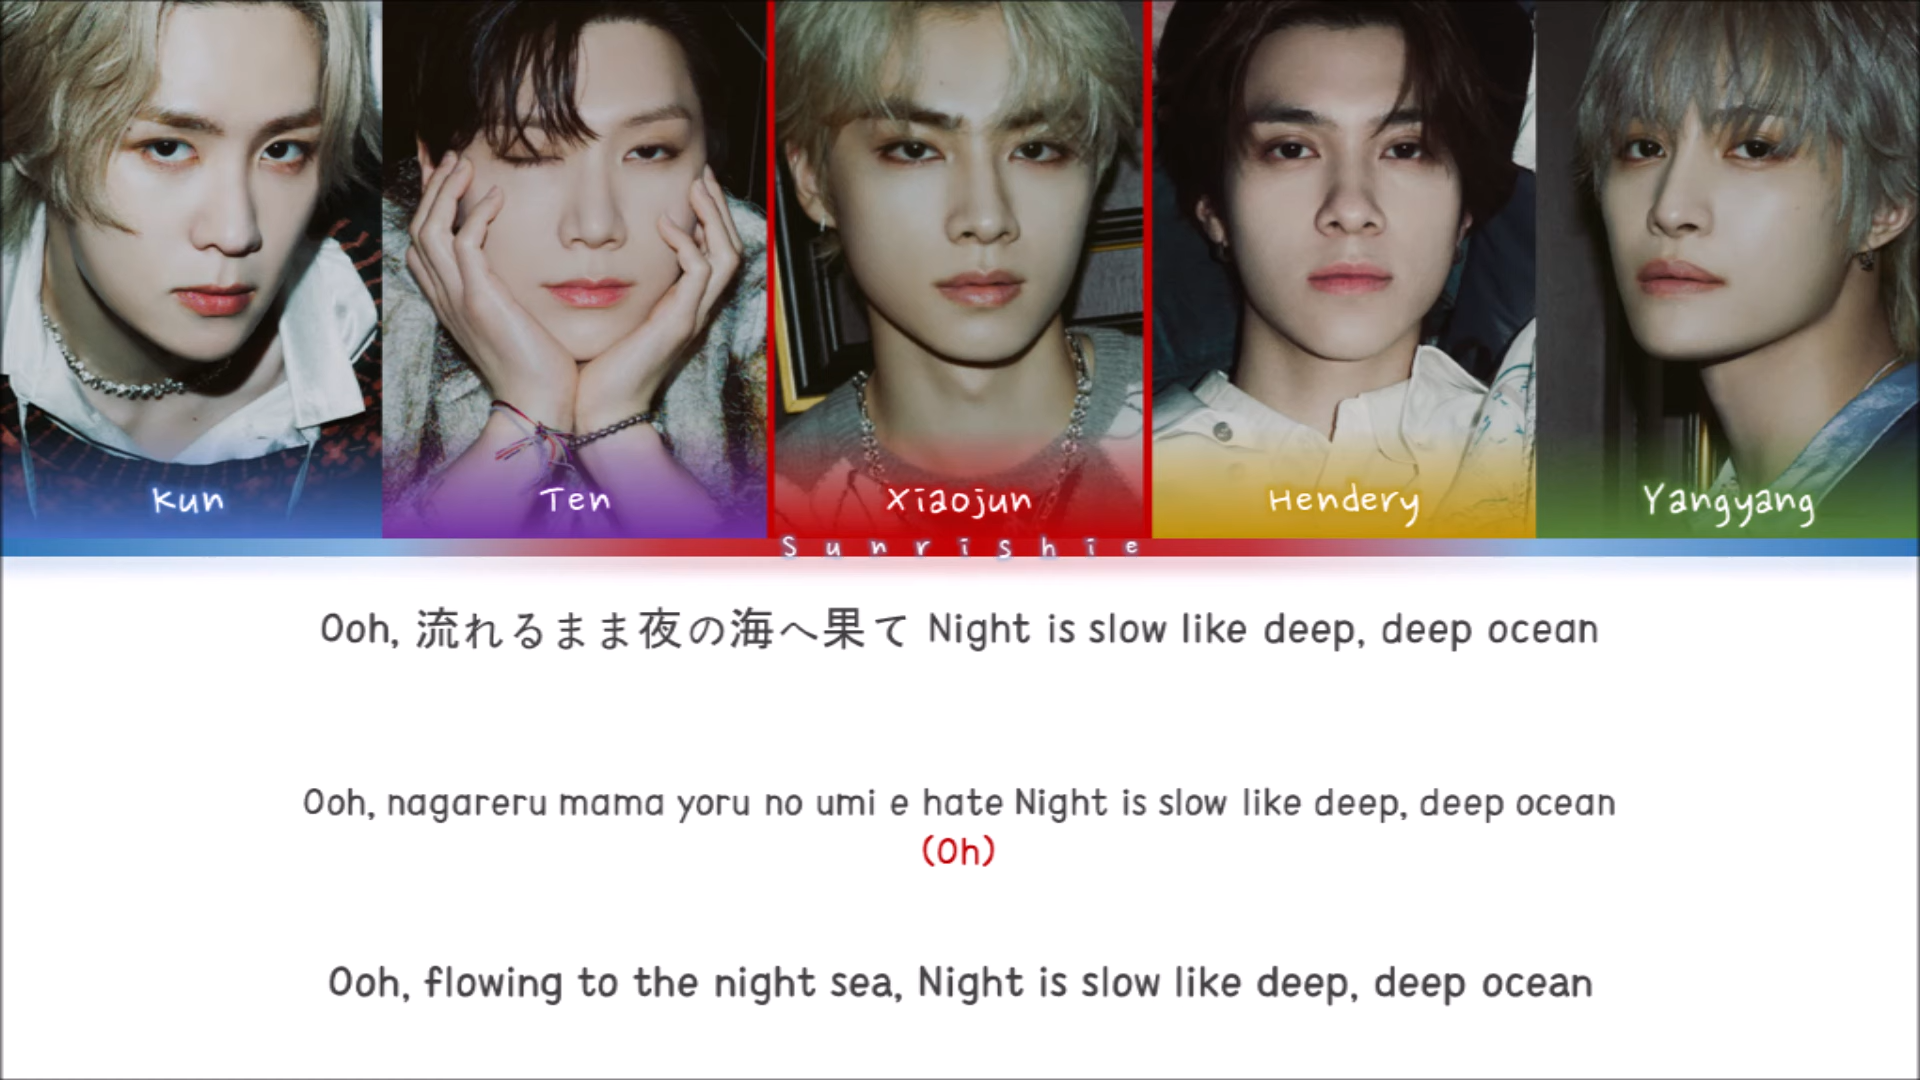 Kun
Ten
Xiaojun
Hendery
Yangyang
Sunrishie
Ooh, 流れるまま夜の海へ果て Night is slow like deep, deep ocean
Ooh, nagareru mama yoru no umi e hate Night is slow like deep, deep ocean
(Oh)
Ooh, flowing to the night sea, Night is slow like deep, deep ocean